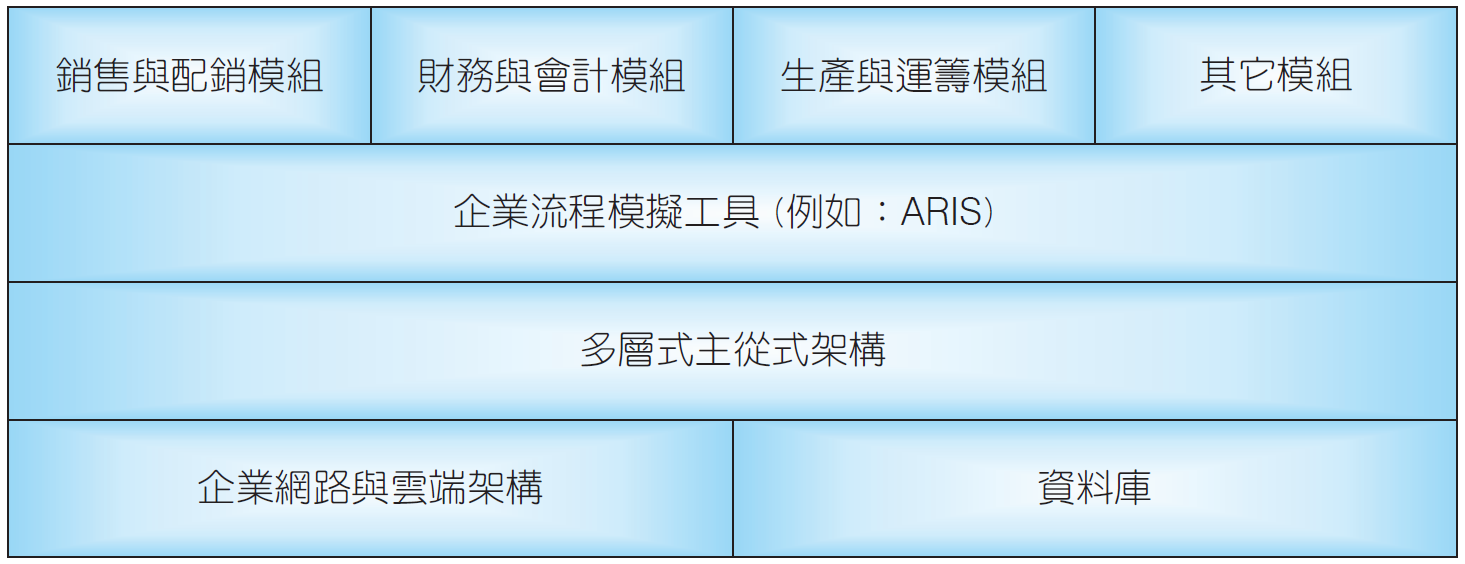 銷售與配銷模組
財務與會計模組
生產與運籌模組
其它模組
企業流程模擬工具（例如：ARIS）
多層式主從式架構
企業網路與雲端架構
資料庫